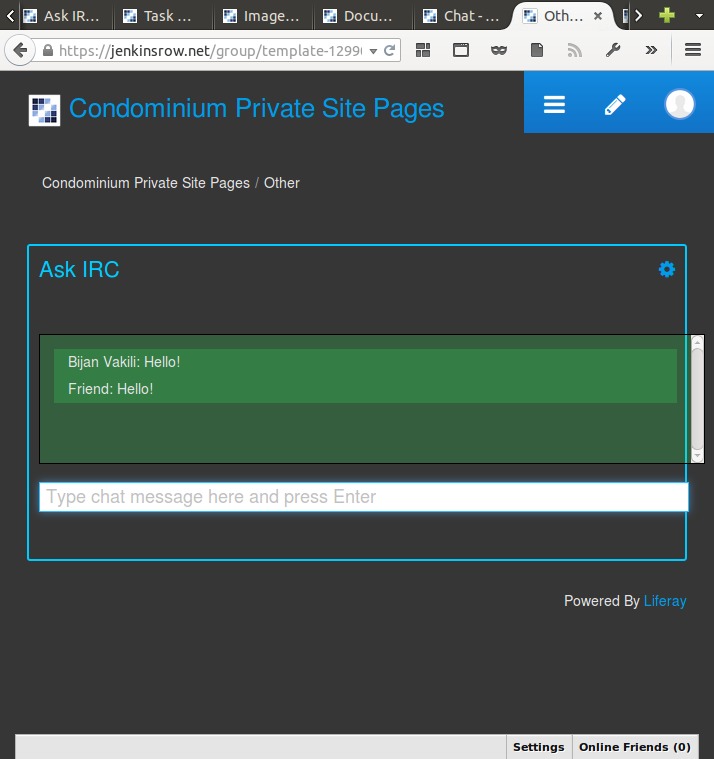 Ask IR...
Task ...
Image...
Docu...
Chat - ...
Oth...
https://jenkinsrow.net/group/template-1299
Condominium Private Site Pages
Condominium Private Site Pages / Other
Ask IRC
Bijan Vakili: Hello!
Friend: Hello!
Type chat message here and press Enter
Powered By Liferay
Settings
Online Friends (0)